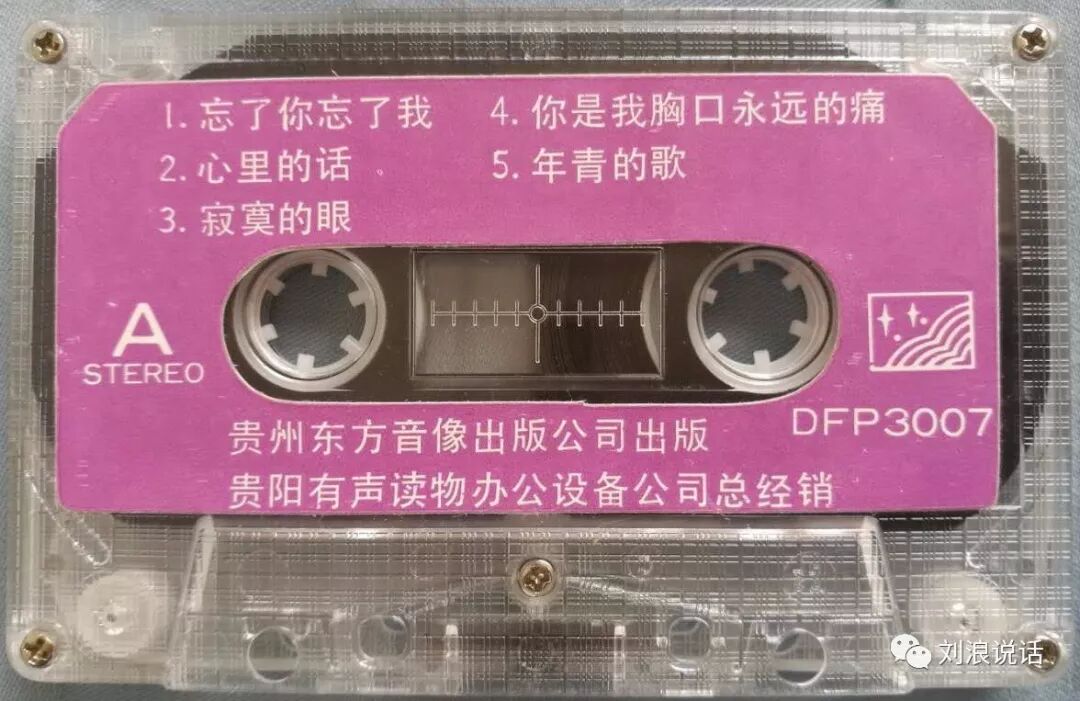 1. 忘了你忘了我
2. 心里的话
3. 寂寞的眼
4. 你是我胸口永远的痛
5. 年青的歌
A
STEREO
DFP3007
贵州东方音像出版公司出版
贵阳有声读物办公设备公司总经销
刘浪说话